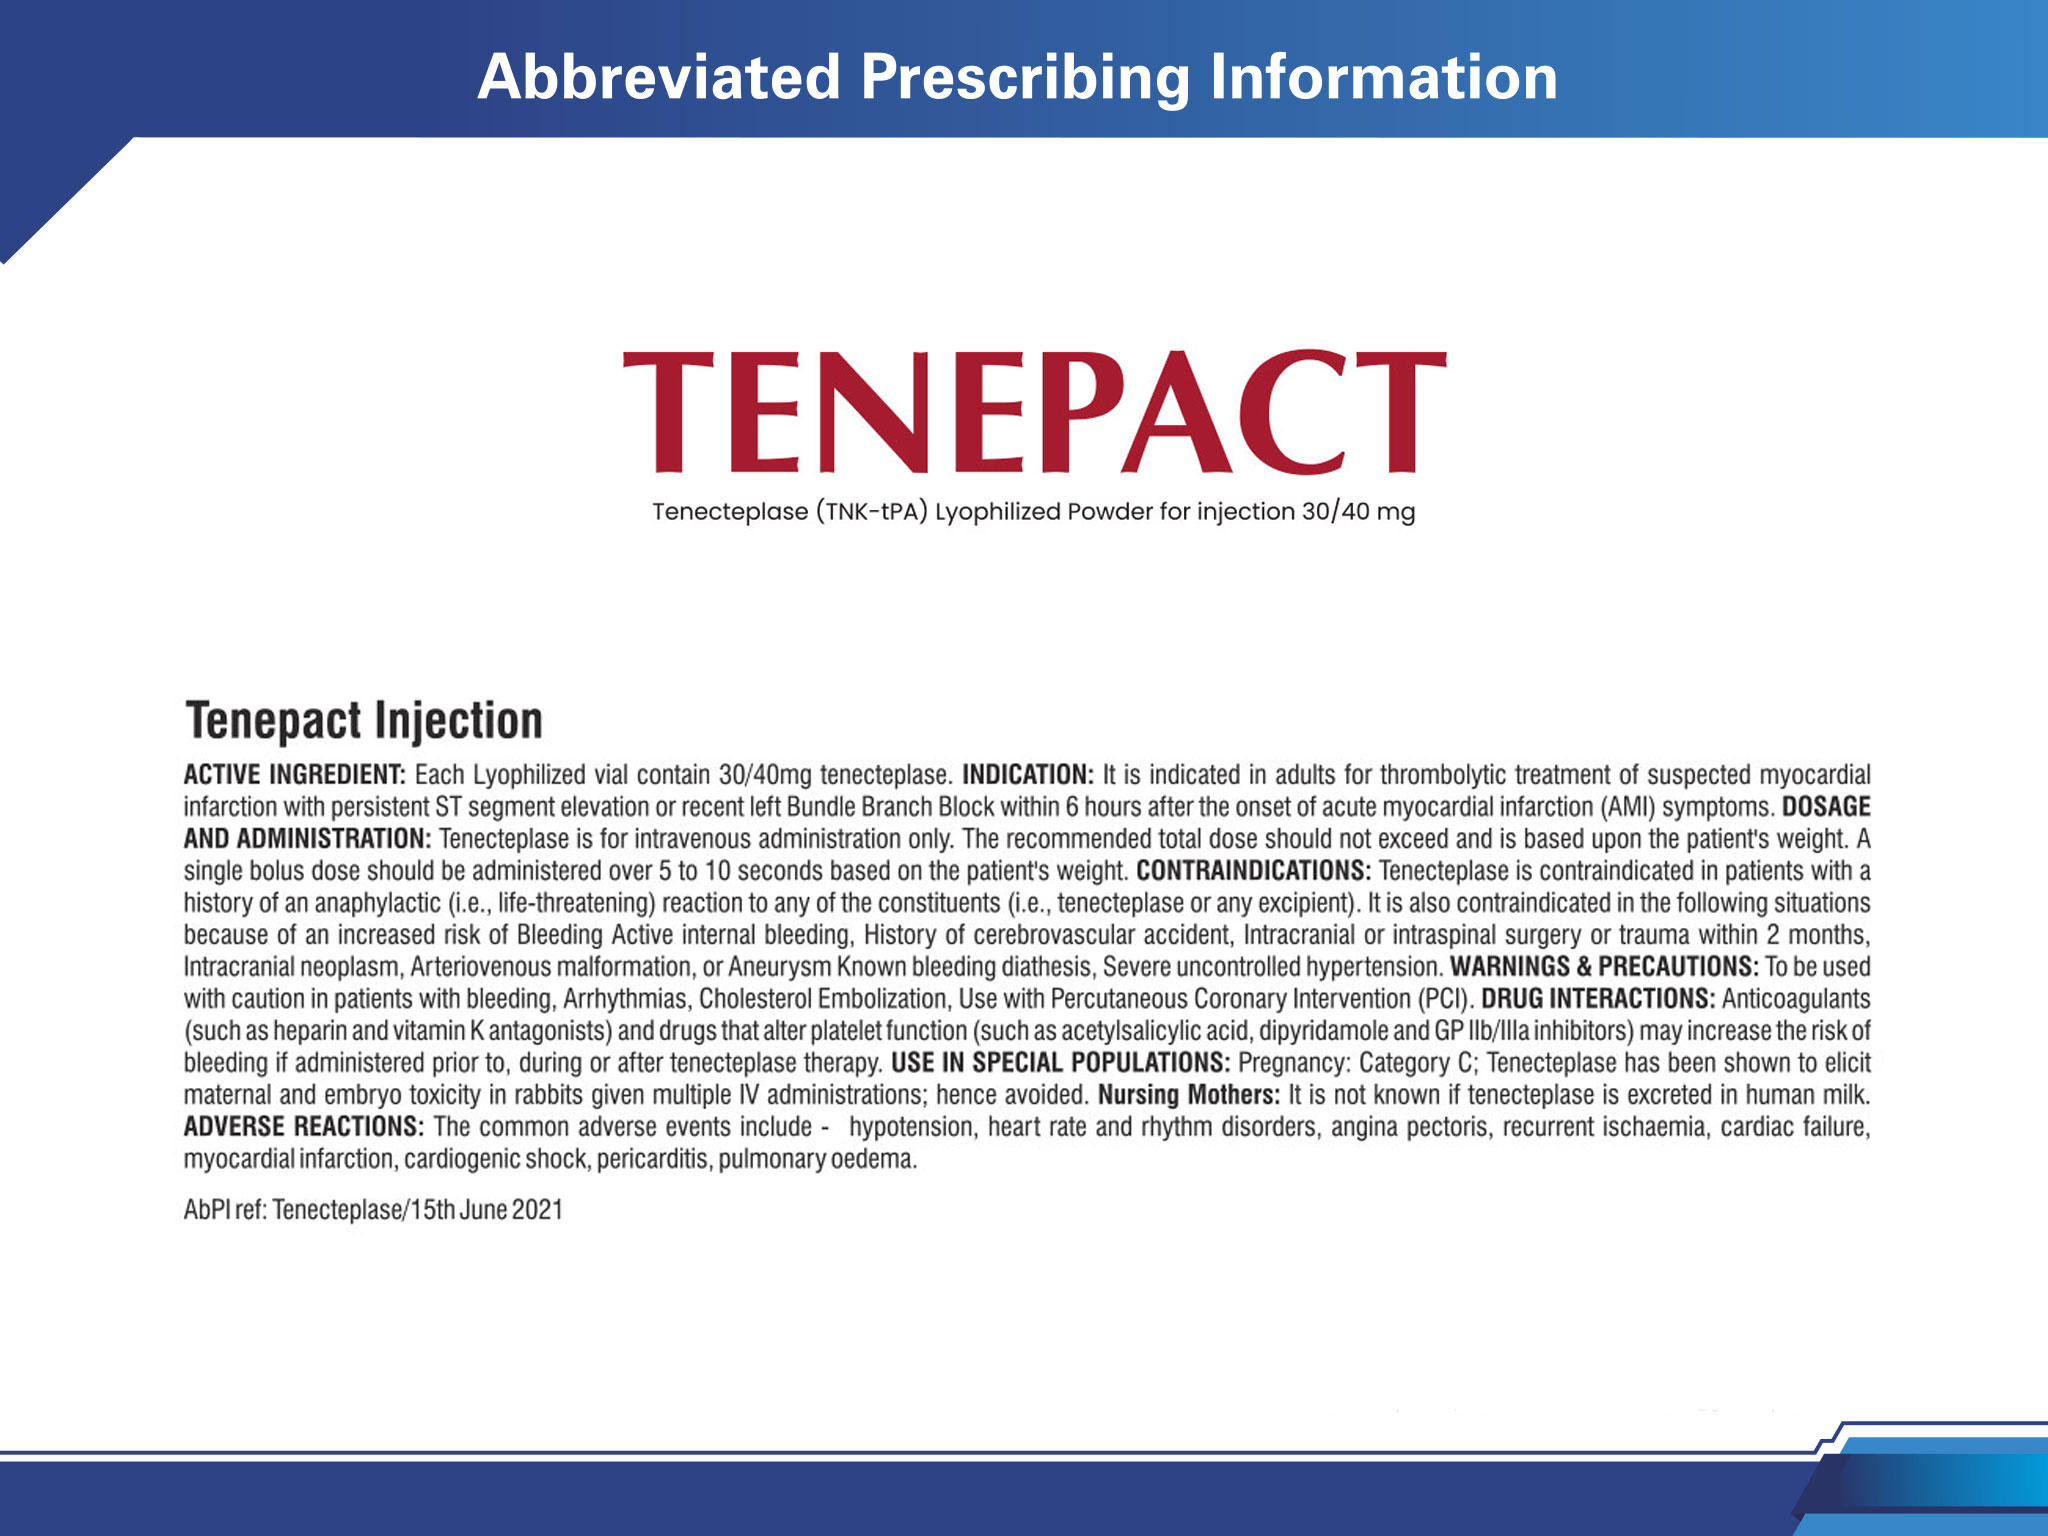 Abbreviated Prescribing Information
TENEPACT
Tenecteplase (TNK-tPA) Lyophilized Powder for injection 30/40 mg
Tenepact Injection
ACTIVE INGREDIENT: Each Lyophilized vial contain 30/40mg tenecteplase. INDICATION: It is indicated in adults for thrombolytic treatment of suspected myocardial
infarction with persistent ST segment elevation or recent left Bundle Branch Block within 6 hours after the onset of acute myocardial infarction (AMI) symptoms. DOSAGE
AND ADMINISTRATION: Tenecteplase is for intravenous administration only. The recommended total dose should not exceed and is based upon the patient's weight. A
single bolus dose should be administered over 5 to 10 seconds based on the patient's weight. CONTRAINDICATIONS: Tenecteplase is contraindicated in patients with a
history of an anaphylactic (i.e., life-threatening) reaction to any of the constituents (i.e., tenecteplase or any excipient). It is also contraindicated in the following situations
because of an increased risk of Bleeding Active internal bleeding, History of cerebrovascular accident, Intracranial or intraspinal surgery or trauma within 2 months,
Intracranial neoplasm, Arteriovenous malformation, or Aneurysm Known bleeding diathesis, Severe uncontrolled hypertension. WARNINGS & PRECAUTIONS: To be used
with caution in patients with bleeding, Arrhythmias, Cholesterol Embolization, Use with Percutaneous Coronary Intervention (PCI). DRUG INTERACTIONS: Anticoagulants
(such as heparin and vitamin K antagonists) and drugs that alter platelet function (such as acetylsalicylic acid, dipyridamole and GP IIb/IIIa inhibitors) may increase the risk of
bleeding if administered prior to, during or after tenecteplase therapy. USE IN SPECIAL POPULATIONS: Pregnancy: Category C; Tenecteplase has been shown to elicit
maternal and embryo toxicity in rabbits given multiple IV administrations; hence avoided. Nursing Mothers: It is not known if tenecteplase is excreted in human milk.
ADVERSE REACTIONS: The common adverse events include - hypotension, heart rate and rhythm disorders, angina pectoris, recurrent ischaemia, cardiac failure,
myocardial infarction, cardiogenic shock, pericarditis, pulmonary oedema.
AbPI ref: Tenecteplase/15th June 2021